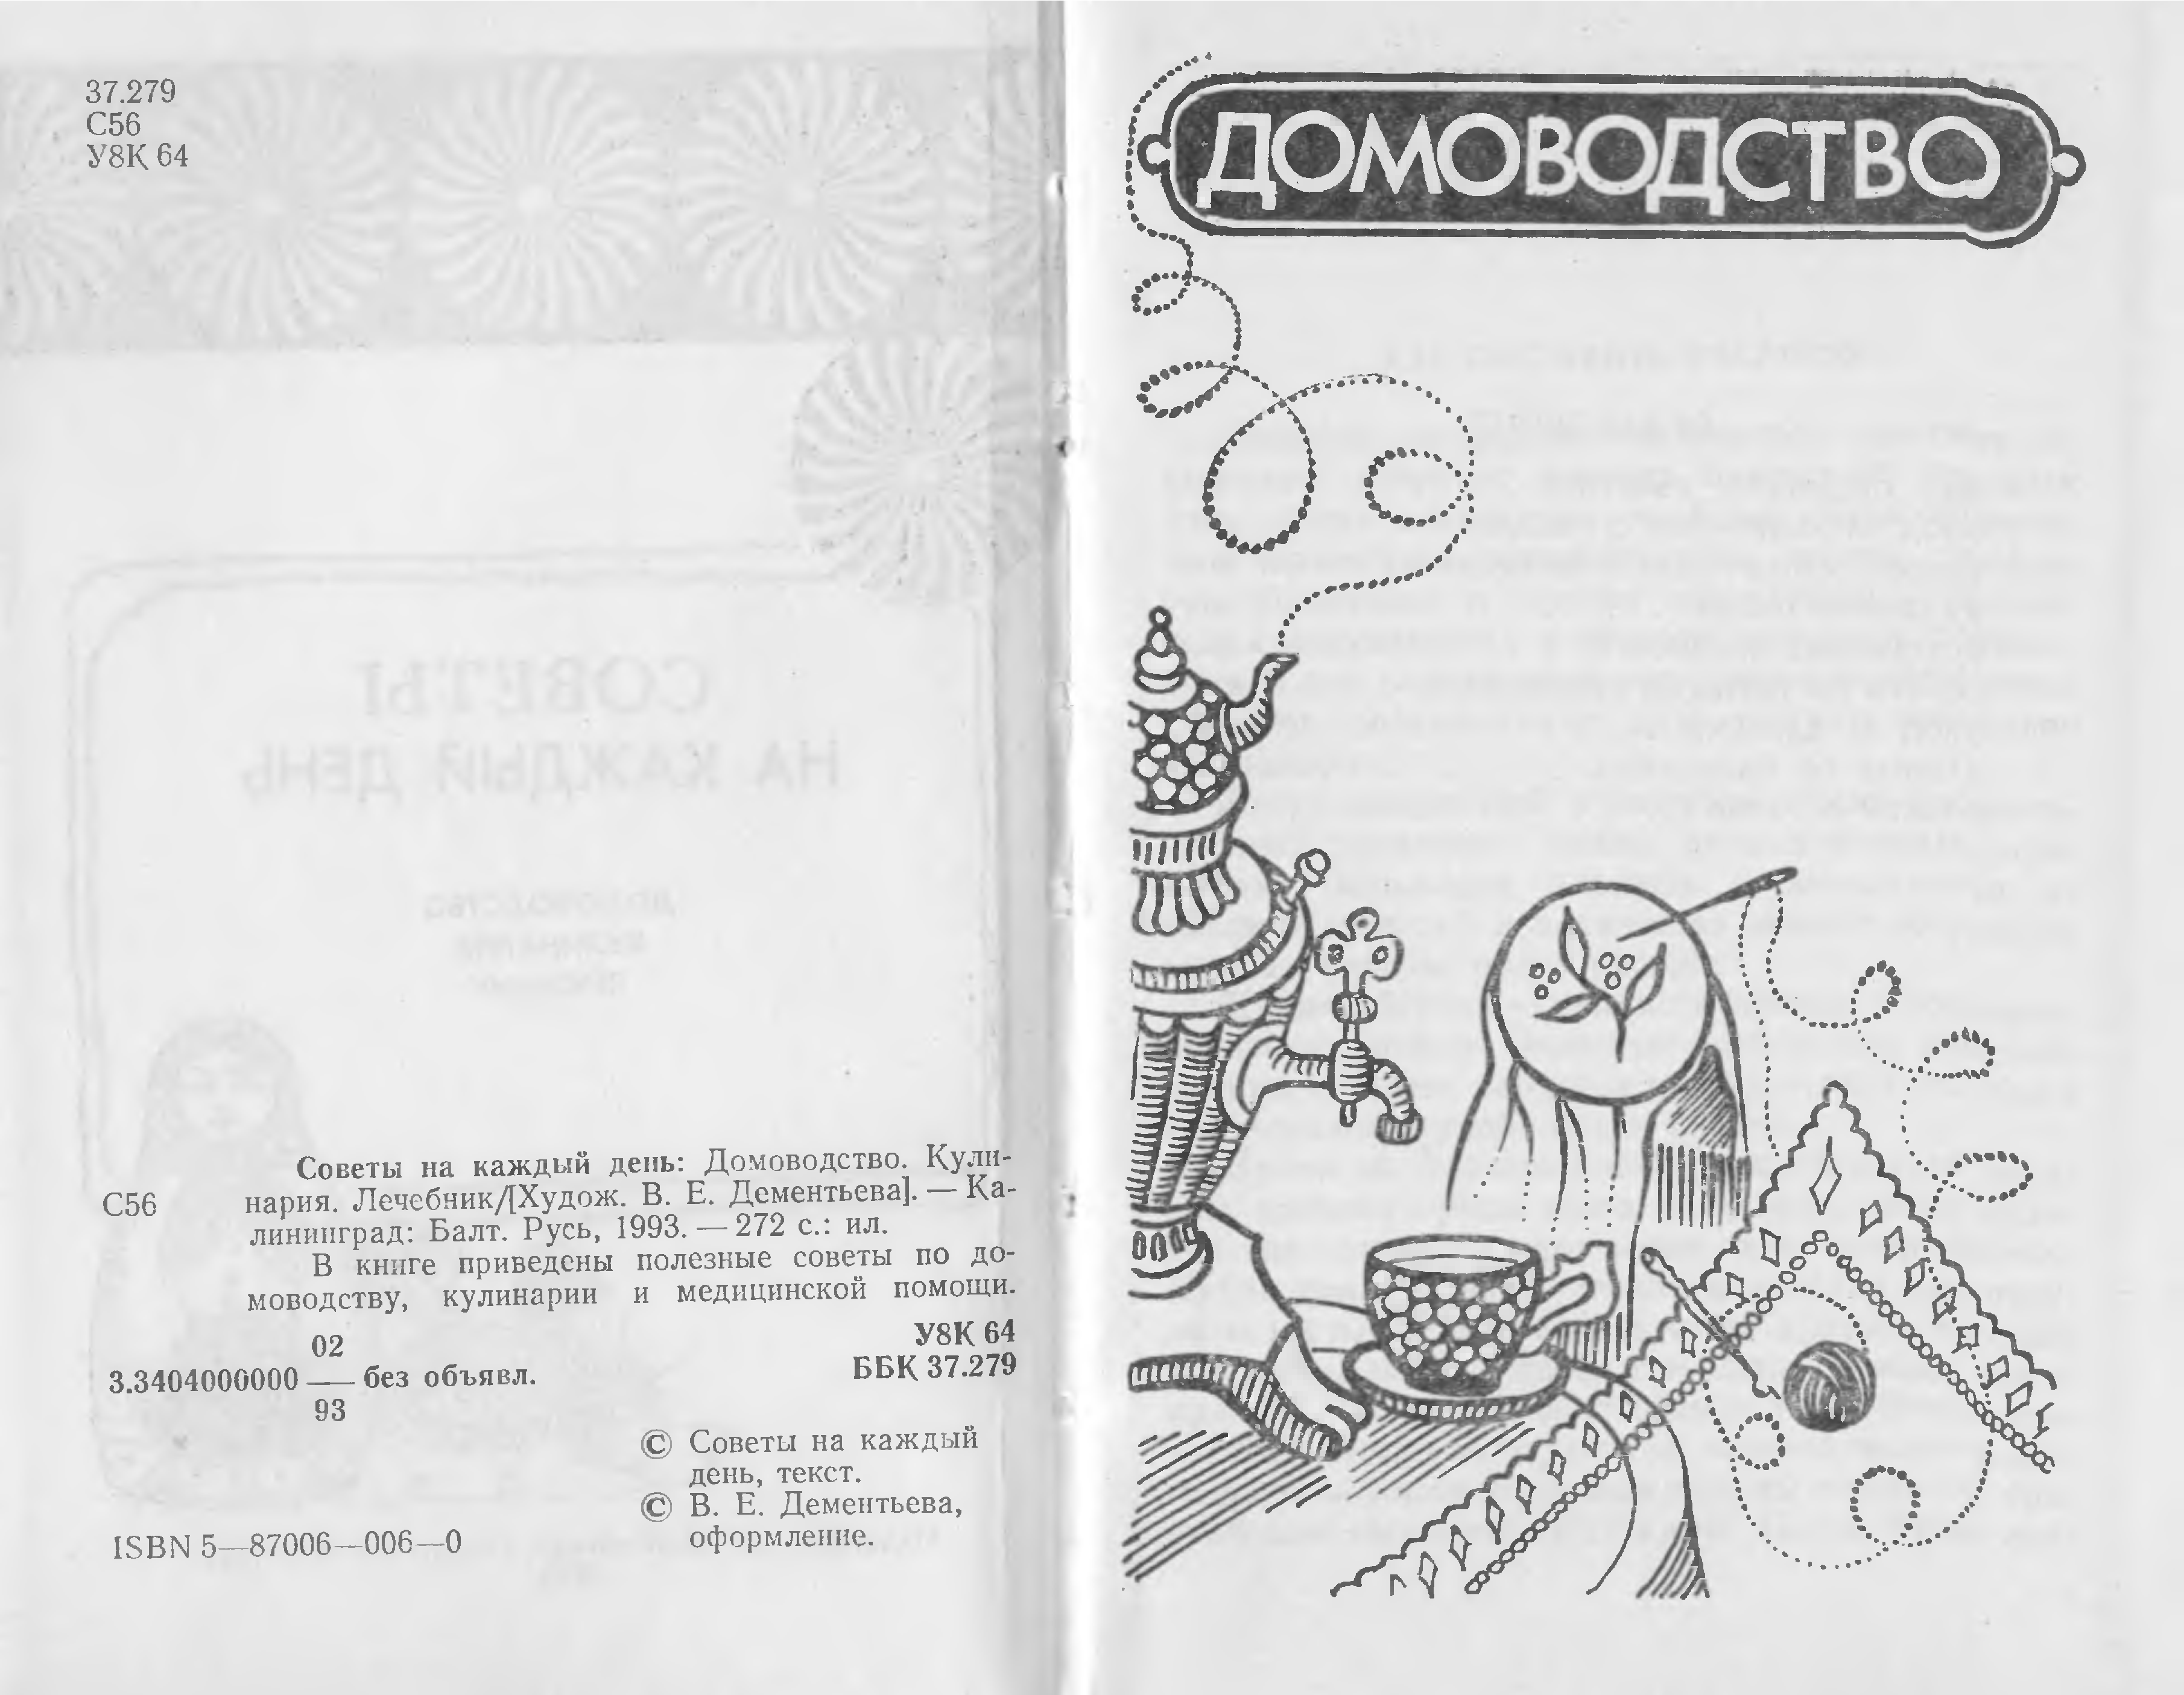 37.279
С56
У8К 64
Советы на каждый день: Домоводство. Кули-
С56 нария. Лечебник/[Худож. В. Е. Дементьева]. — Ка-
лининград: Балт. Русь, 1993. — 272 с.: ил.
В книге приведены полезные советы по до-
моводству, кулинарии и медицинской помощи.
У8К 64
ББК 37.279
02
3.3404000000 — без объявл.
93
© Советы на каждый
день, текст.
© В. Е. Дементьева,
оформление.
ISBN 5—87006—006—0
ДОМОВОДСТВО